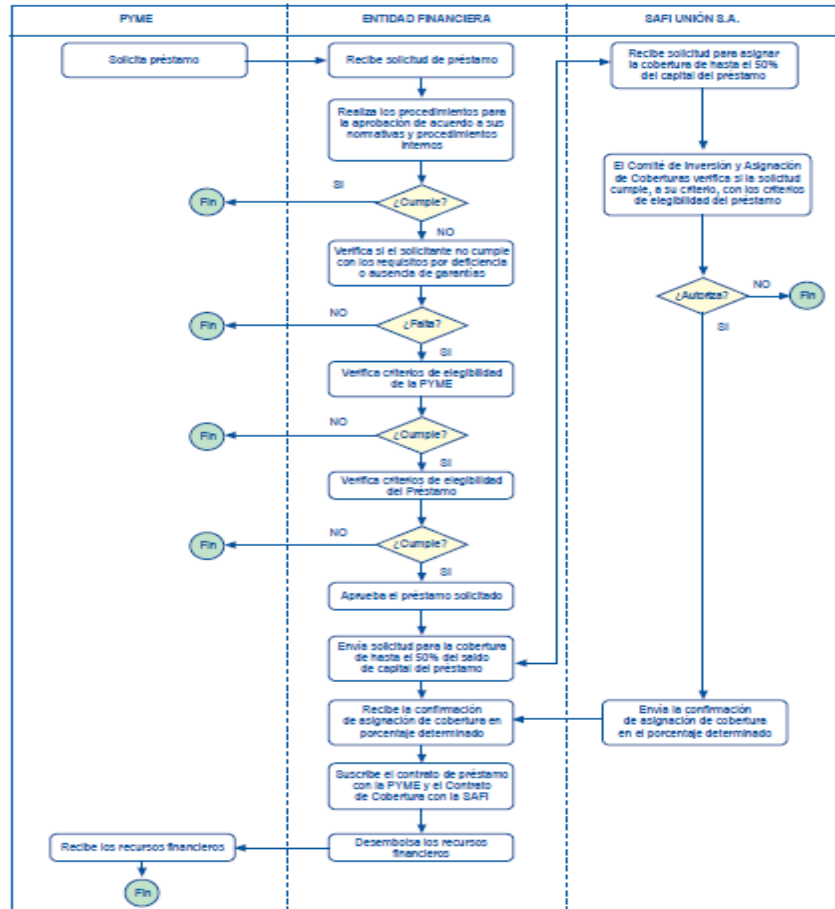 PYME
ENTIDAD FINANCIERA
SAFI UNIÓN S.A.
Solicita préstamo
Recibe solicitud de préstamo
Recibe solicitud para asignar
la cobertura de hasta el 50%
del capital del préstamo
Realiza los procedimientos para
la aprobación de acuerdo a sus
normativas y procedimientos
internos
El Comité de Inversión y Asignación
de Coberturas verifica si la solicitud
cumple, a su criterio, con los criterios
de elegibilidad del préstamo
SI
Fin
¿Cumple?
NO
Verifica si el solicitante no cumple
con los requisitos por deficiencia
o ausencia de garantías
¿Autoriza?
NO
Fin
SI
NO
Fin
¿Falta?
SI
Verifica criterios de elegibilidad
de la PYME
NO
Fin
¿Cumple?
SI
Verifica criterios de elegibilidad
del Préstamo
NO
Fin
¿Cumple?
SI
Aprueba el préstamo solicitado
Envía solicitud para la cobertura
de hasta el 50% del saldo
de capital del préstamo
Recibe la confirmación
de asignación de cobertura en
porcentaje determinado
Envía la confirmación
de asignación de cobertura
en el porcentaje determinado
Suscribe el contrato de préstamo
con la PYME y el Contrato
de Cobertura con la SAFI
Recibe los recursos financieros
Desembolsa los recursos
financieros
Fin